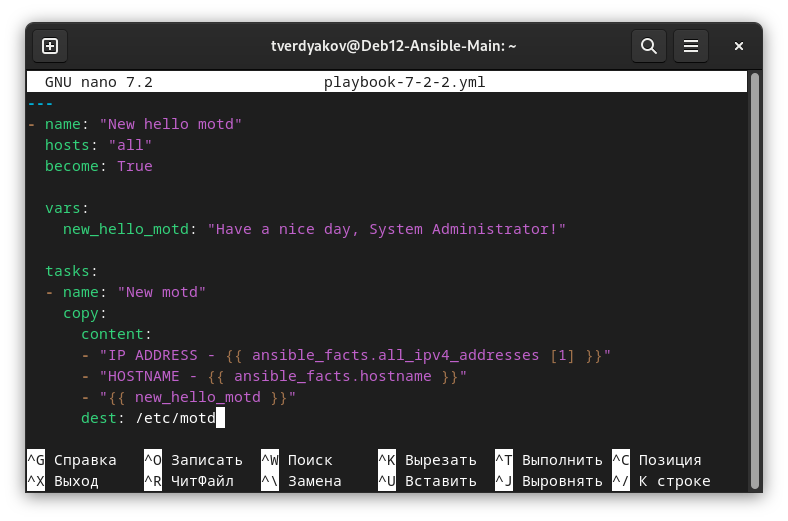 tverdyakov@Deb12-Ansible-Main: ~
GNU nano 7.2 playbook-7-2-2.yml
---
- name: "New hello motd"
  hosts: "all"
  become: True

  vars:
    new_hello_motd: "Have a nice day, System Administrator!"

  tasks:
  - name: "New motd"
    copy:
      content:
      - "IP ADDRESS - {{ ansible_facts.all_ipv4_addresses [1] }}"
      - "HOSTNAME - {{ ansible_facts.hostname }}"
      - "{{ new_hello_motd }}"
      dest: /etc/motd

^G Справка ^O Записать ^W Поиск ^K Вырезать ^T Выполнить ^C Позиция
^X Выход ^R ЧитФайл ^\ Замена ^U Вставить ^J Выровнять ^/ К строке